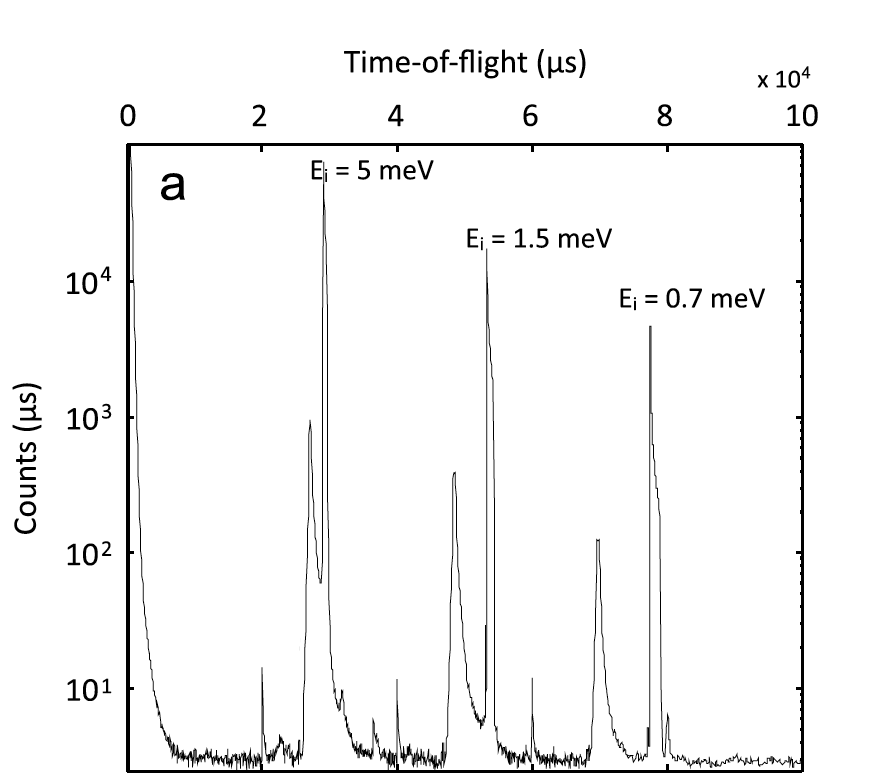 Time-of-flight (μs)
x 10⁴
0 2 4 6 8 10
a
Eᵢ = 5 meV
Eᵢ = 1.5 meV
Eᵢ = 0.7 meV
10⁴
10³
10²
10¹
Counts (μs)